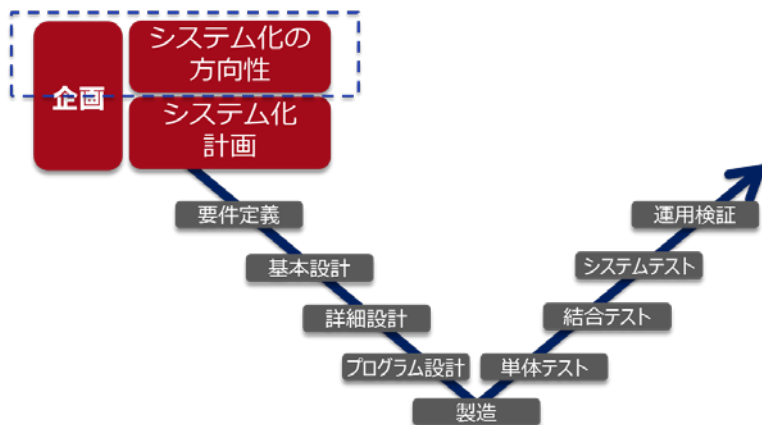 システム化の
方向性
企画
システム化
計画
要件定義
運用検証
基本設計
システムテスト
詳細設計
結合テスト
プログラム設計
単体テスト
製造